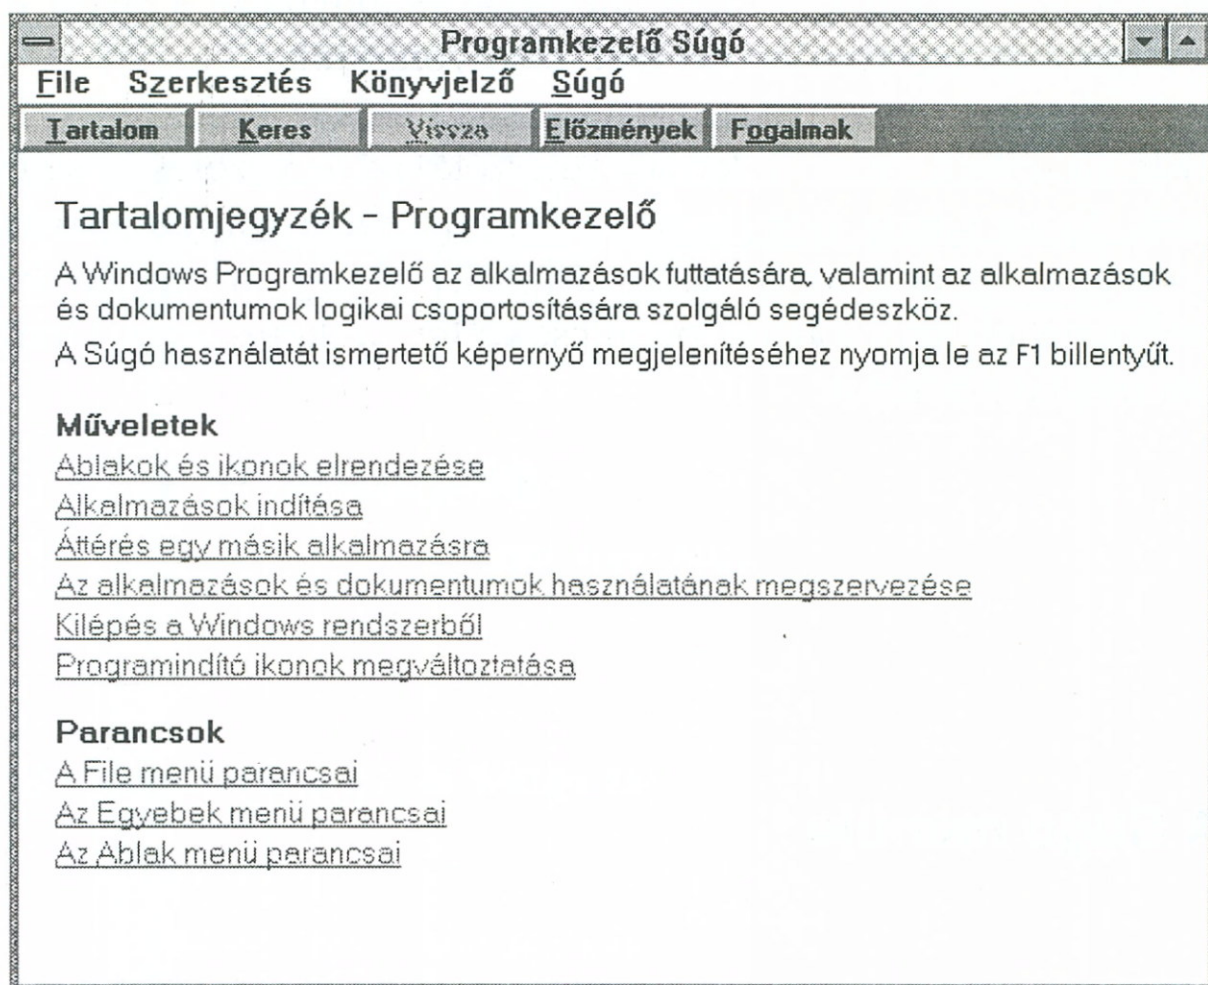 Programkezelő Súgó
File Szerkesztés Könyvjelző Súgó
Tartalom Keres Vissza Előzmények Fogalmak
Tartalomjegyzék - Programkezelő
A Windows Programkezelő az alkalmazások futtatására, valamint az alkalmazások
és dokumentumok logikai csoportosítására szolgáló segédeszköz.
A Súgó használatát ismertető képernyő megjelenítéséhez nyomja le az F1 billentyűt.
Műveletek
Ablakok és ikonok elrendezése
Alkalmazások indítása
Áttérés egy másik alkalmazásra
Az alkalmazások és dokumentumok használatának megszervezése
Kilépés a Windows rendszerből
Programindító ikonok megváltoztatása
Parancsok
A File menü parancsai
Az Egyebek menü parancsai
Az Ablak menü parancsai